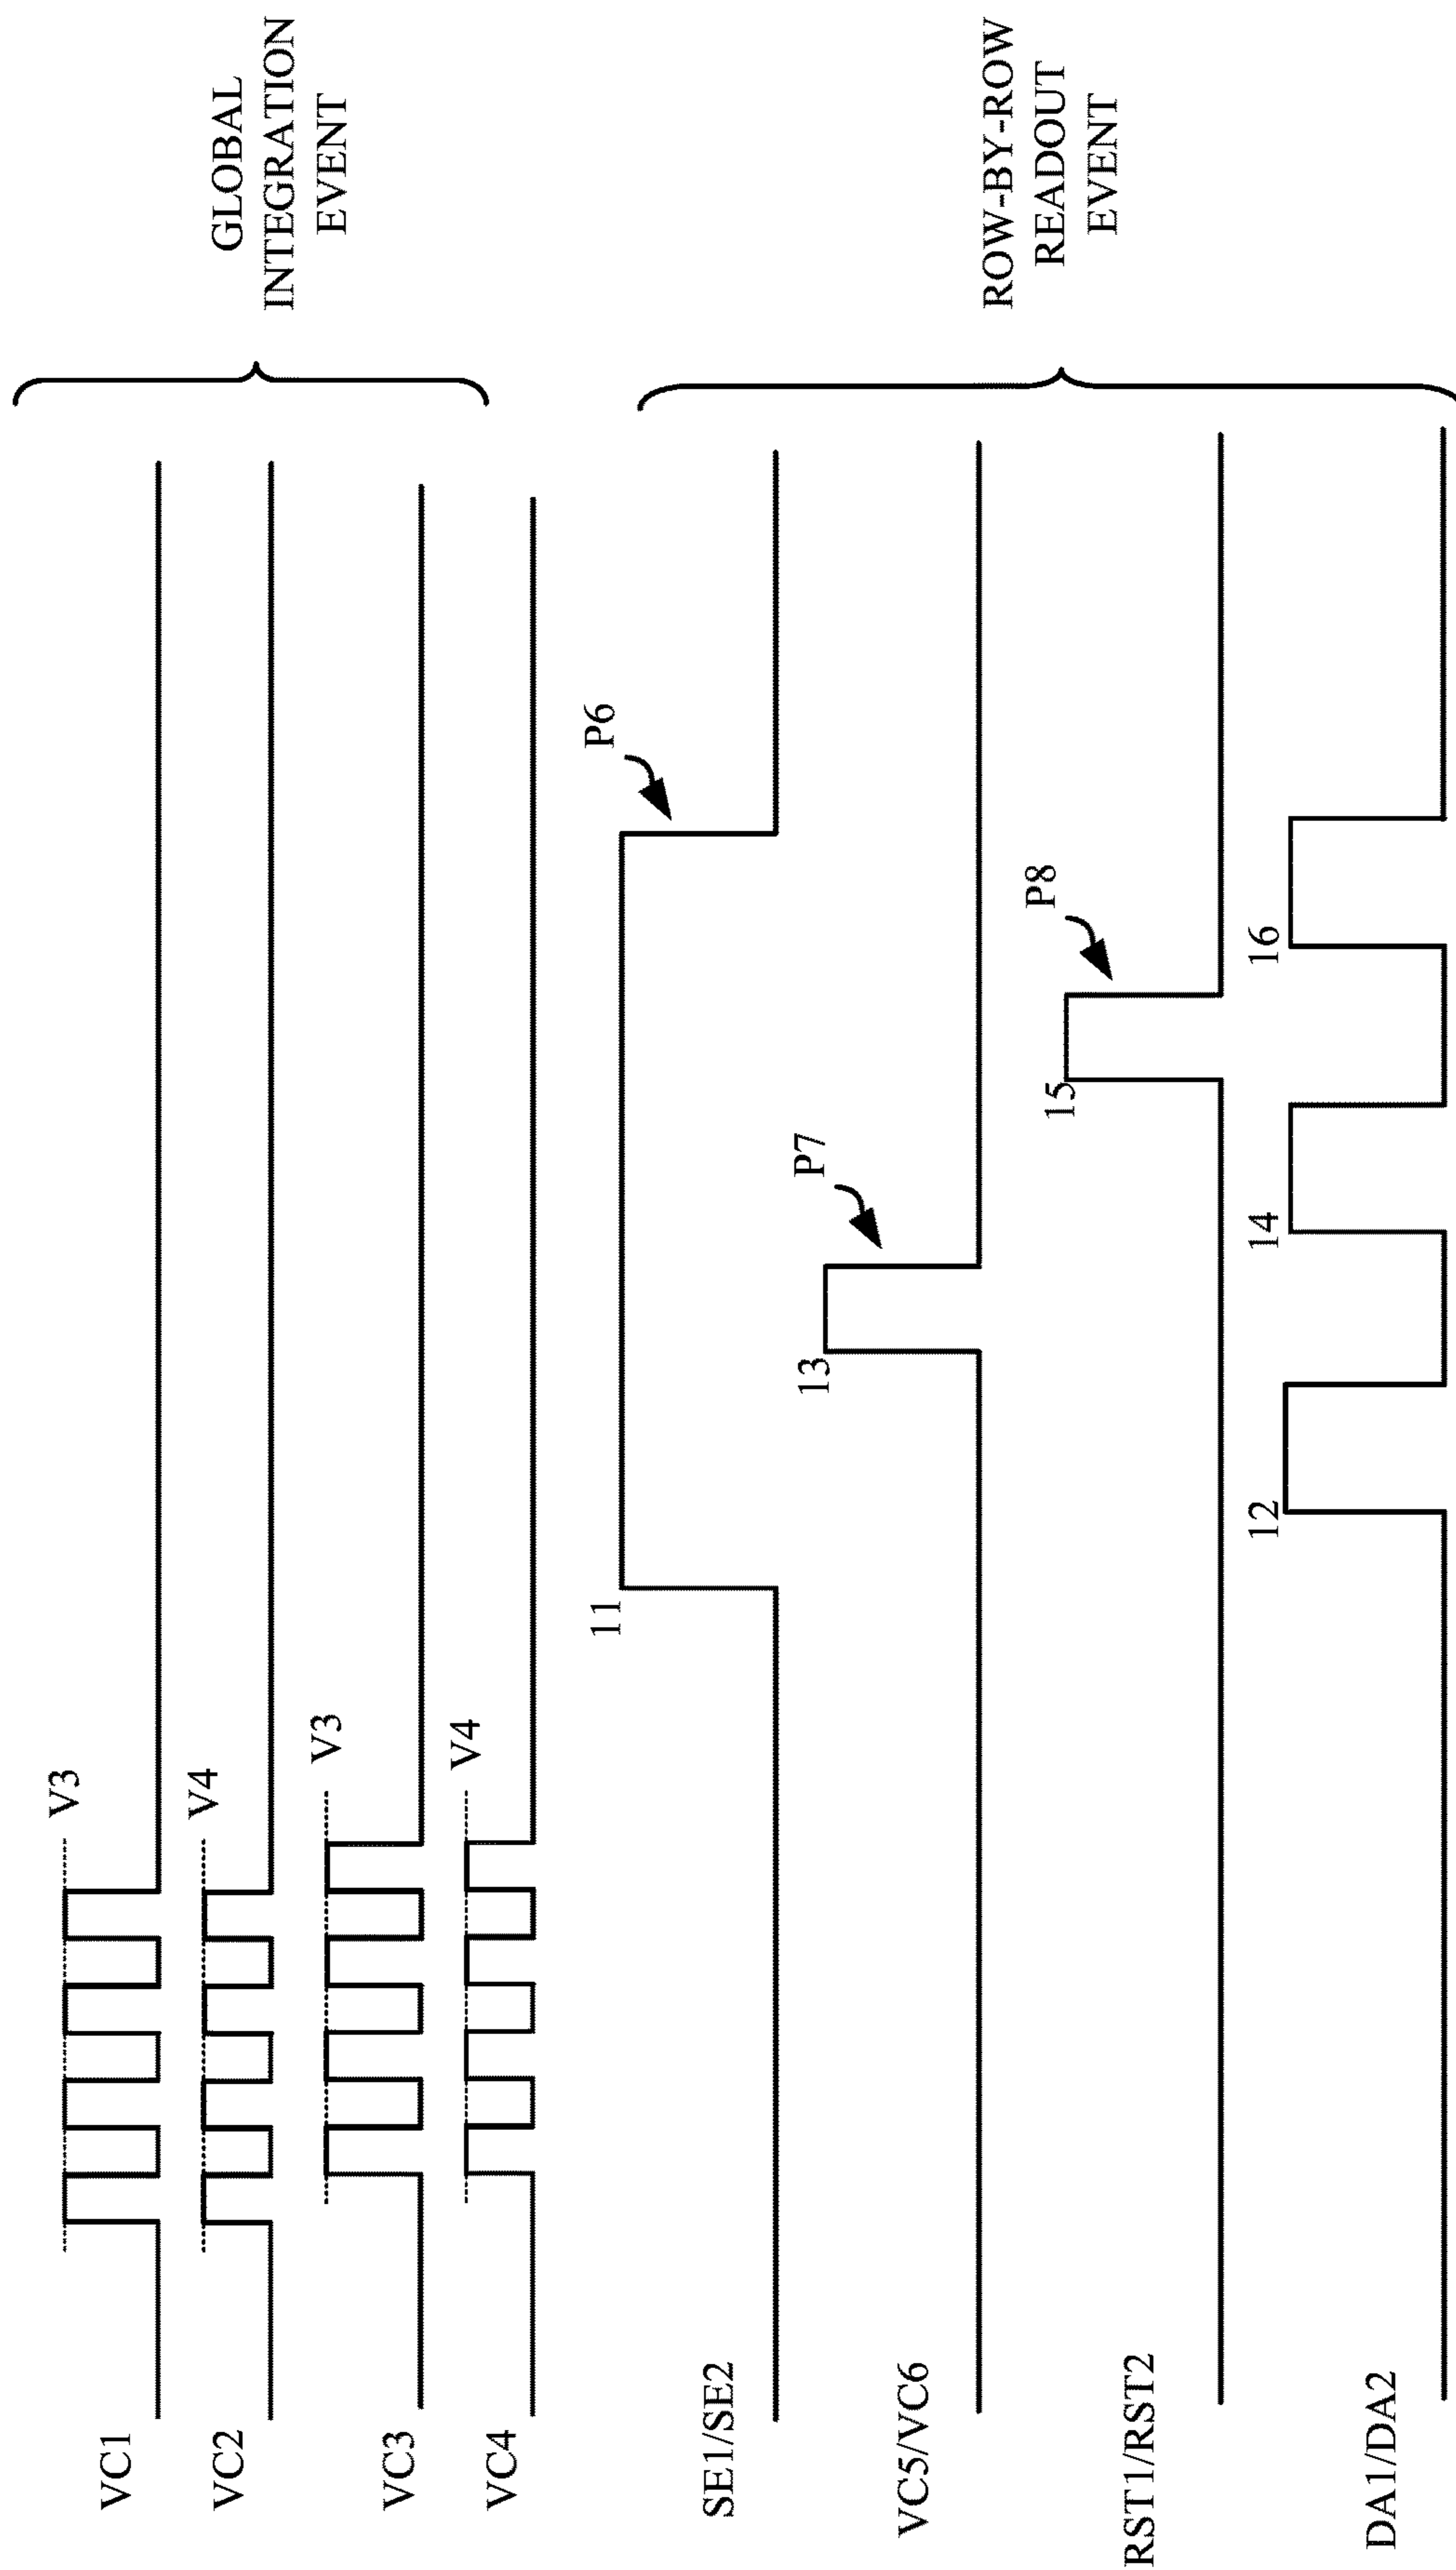 VC1
V3
VC2
V4
VC3
V3
VC4
V4
GLOBAL
INTEGRATION
EVENT
SE1/SE2
11
P6
VC5/VC6
13
P7
RST1/RST2
15
P8
DA1/DA2
12
14
16
ROW-BY-ROW
READOUT
EVENT